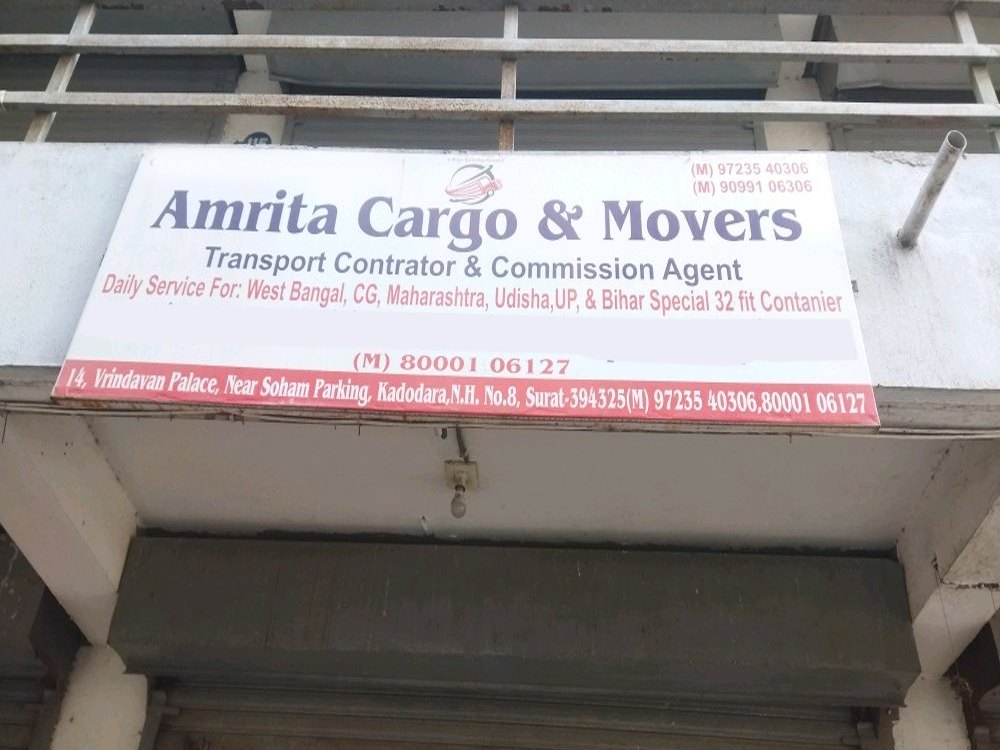 (M) 97235 40306
(M) 90991 06306
Amrita Cargo & Movers
Transport Contrator & Commission Agent
Daily Service For: West Bangal, CG, Maharashtra, Udisha,UP, & Bihar Special 32 fit Contanier
(M) 80001 06127
14, Vrindavan Palace, Near Soham Parking, Kadodara,N.H. No.8, Surat-394325(M) 97235 40306,80001 06127